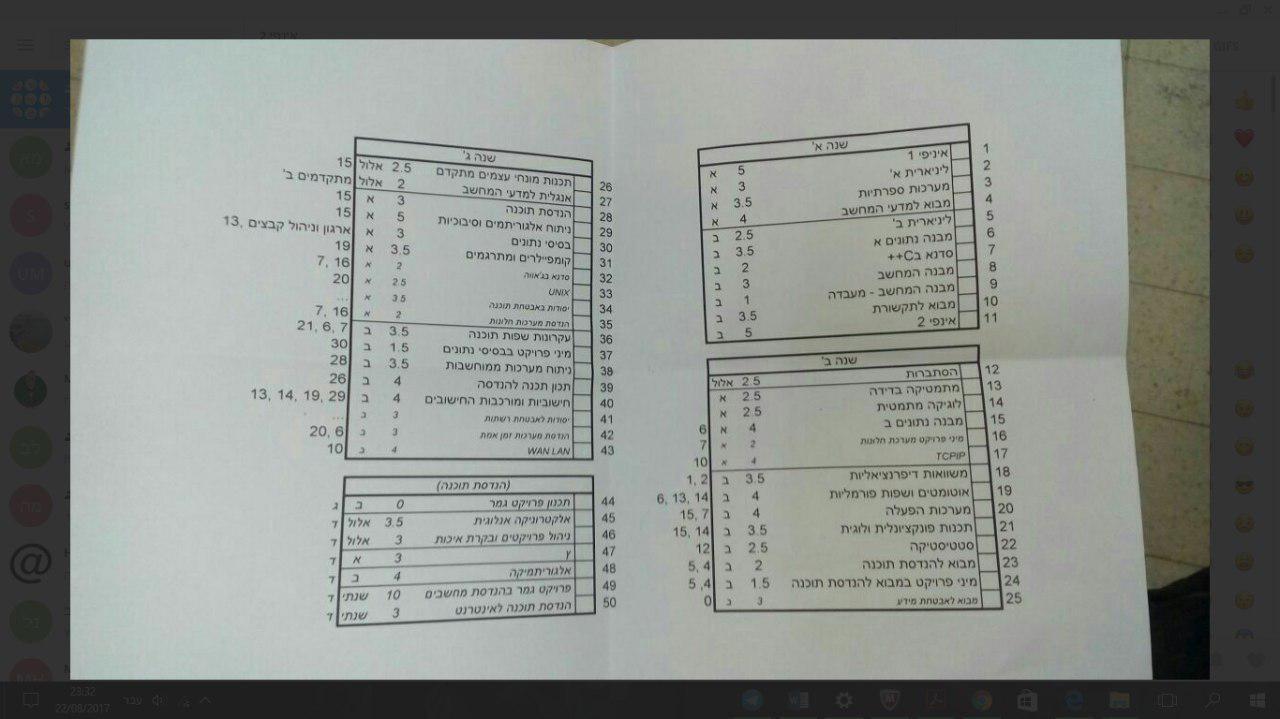 אינפי 2
GIFS
שנה א'
1 אינפי 1 5 א
2 ליניארית א' 3 א
3 מערכות ספרתיות 3.5 א
4 מבוא למדעי המחשב 4 א
5 ליניארית ב' 2.5 ב
6 מבנה נתונים א 3.5 ב
7 סדנא בC++ 2 ב
8 מבנה המחשב 3 ב
9 מבנה המחשב - מעבדה 1 ב
10 מבוא לתקשורת 3.5 ב
11 אינפי 2 5 ב
שנה ב'
12 הסתברות 2.5 אלול
13 מתמטיקה בדידה 2.5 א
14 לוגיקה מתמטית 2.5 א
15 מבנה נתונים ב 4 א 6
16 מיני פרויקט מערכת חלונות 2 א 7
17 TCPIP 4 א 10
18 משוואות דיפרנציאליות 3.5 ב 1, 2
19 אוטומטים ושפות פורמליות 4 ב 6, 13, 14
20 מערכות הפעלה 4 ב 15, 7
21 תכנות פונקציונלית ולוגית 3.5 ב 15, 14
22 סטטיסטיקה 2.5 ב 12
23 מבוא להנדסת תוכנה 2 ב 5, 4
24 מיני פרויקט במבוא להנדסת תוכנה 1.5 ב 5, 4
25 מבוא לאבטחת מידע 3 ב 0
שנה ג'
26 תכנות מונחי עצמים מתקדם 2.5 אלול 15
27 אנגלית למדעי המחשב 2 אלול מתקדמים ב'
28 הנדסת תוכנה 3 א 15
29 ניתוח אלגוריתמים וסיבוכיות 5 א 15
30 בסיסי נתונים 3 א ארגון וניהול קבצים, 13
31 קומפיילרים ומתרגמים 3.5 א 19
32 סדנא בג'אווה 2 א 7, 16
33 UNIX 2.5 א 20
34 יסודות באבטחת תוכנה 3.5 א ...
35 הנדסת מערכות חלונות 2 א 7, 16
36 עקרונות שפות תוכנה 3.5 ב 21, 6, 7
37 מיני פרויקט בבסיסי נתונים 1.5 ב 30
38 ניתוח מערכות ממוחשבות 3.5 ב 28
39 תכון תכנה להנדסה 4 ב 26
40 חישוביות ומורכבות החישובים 4 ב 13, 14, 19, 29
41 יסודות לאבטחת רשתות 3 ב ...
42 הנדסת מערכות זמן אמת 3 ב 20, 6
43 WAN LAN 4 ב 10
(הנדסת תוכנה)
44 תכנון פרויקט גמר 0 ב ג
45 אלקטרוניקה אנלוגית 3.5 אלול ד
46 ניהול פרויקטים ובקרת איכות 3 אלול ד
47 ץ 3 א ד
48 אלגוריתמיקה 4 ב ד
49 פרויקט גמר בהנדסת מחשבים 10 שנתי ד
50 הנדסת תוכנה לאינטרנט 3 שנתי ד
עבר
23:32
22/08/2017